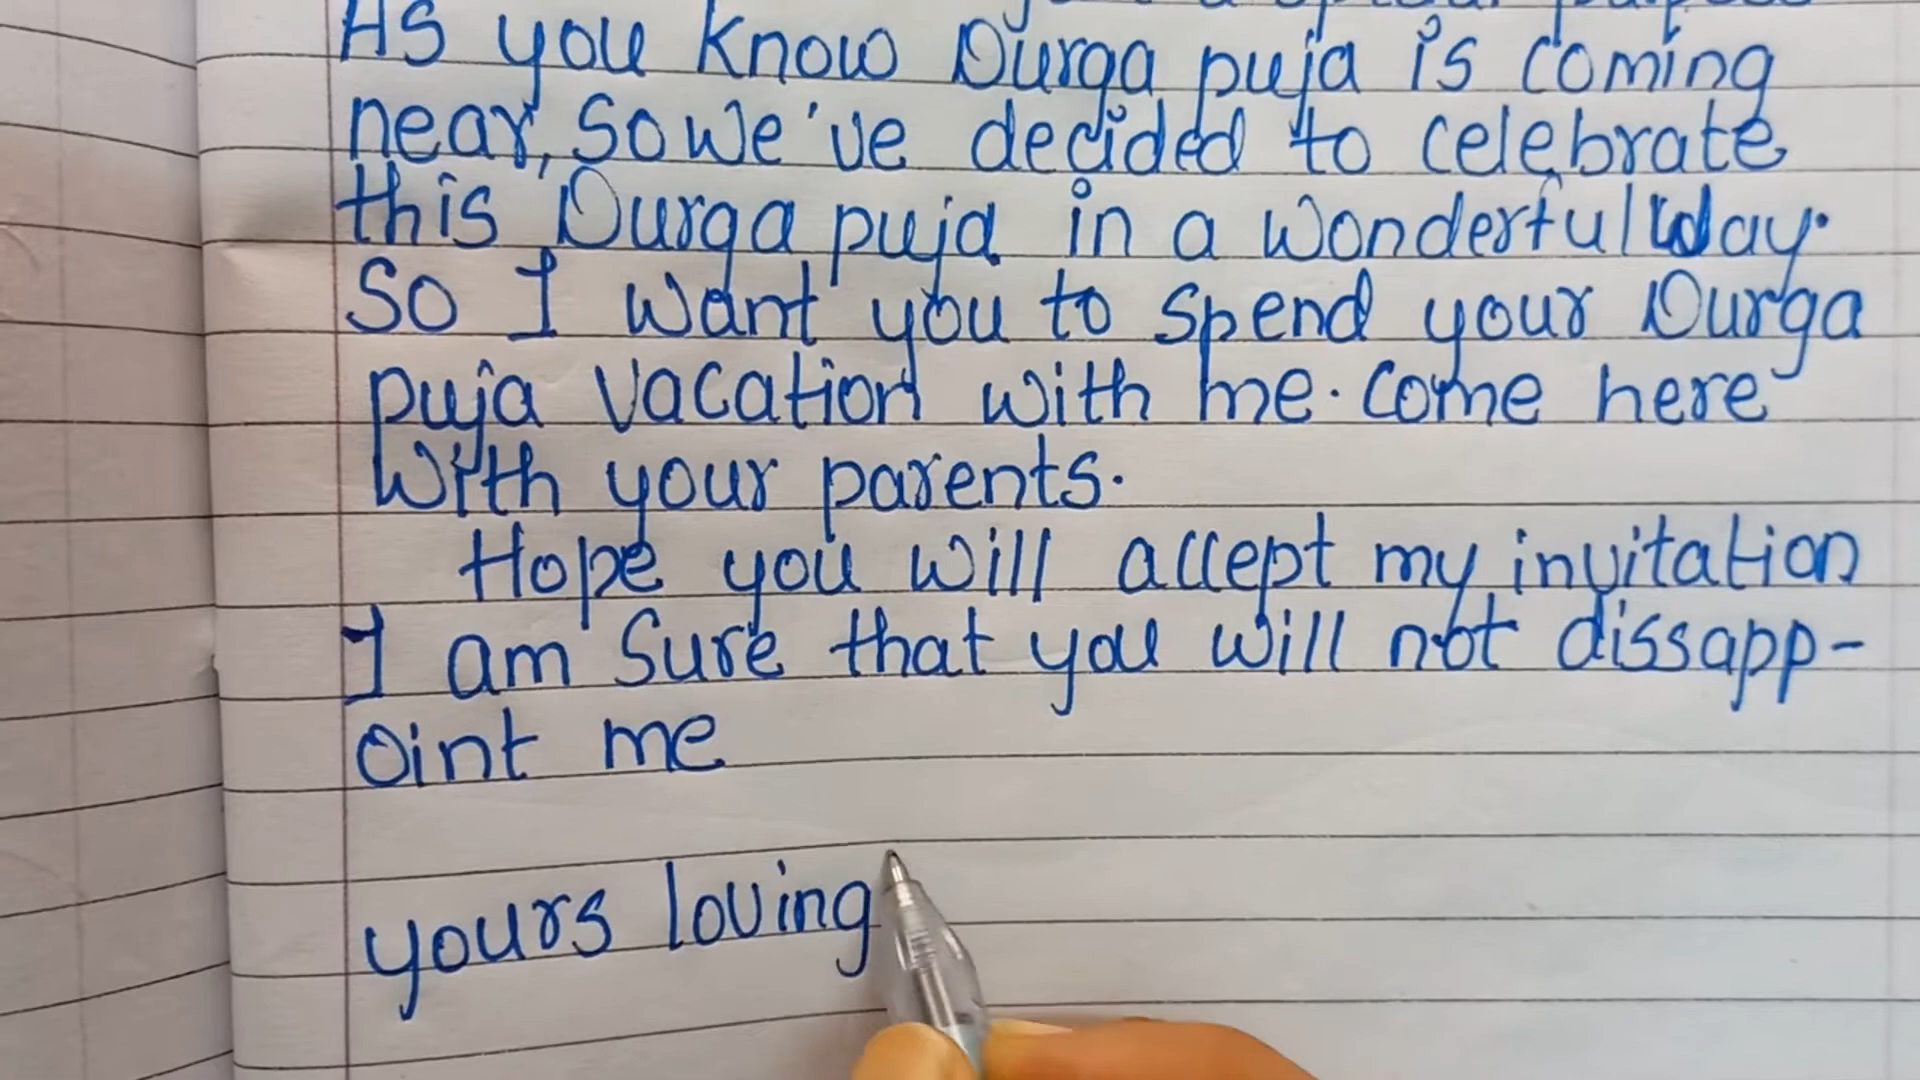 As you know Durga puja is coming
near, so we've decided to celebrate
this Durga puja in a wonderful day.
So I want you to spend your Durga
puja vacation with me. Come here
with your parents.
Hope you will accept my invitation
I am sure that you will not dissapp-
oint me
yours loving